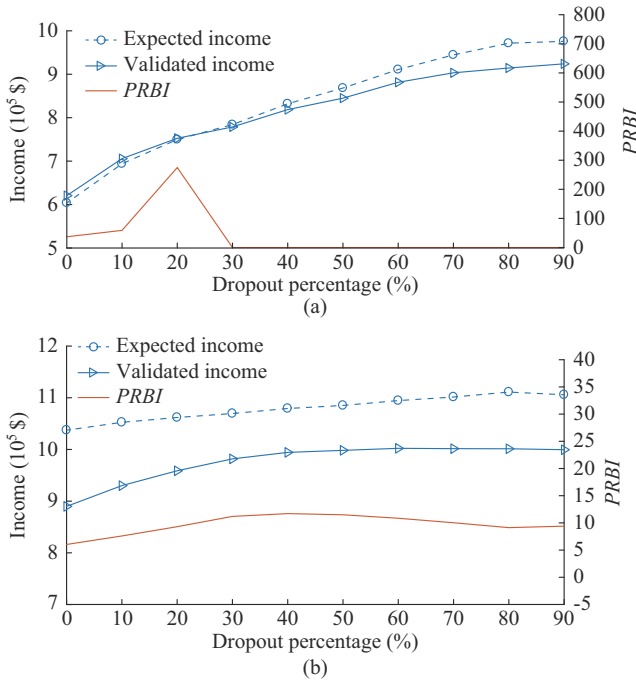 10
9
8
7
6
5
Income (10⁵ $)
Expected income
Validated income
PRBI
800
700
600
500
400
300
200
100
0
PRBI
0 10 20 30 40 50 60 70 80 90
Dropout percentage (%)
(a)
12
11
10
9
8
7
Income (10⁵ $)
Expected income
Validated income
PRBI
40
35
30
25
20
15
10
5
0
-5
PRBI
0 10 20 30 40 50 60 70 80 90
Dropout percentage (%)
(b)